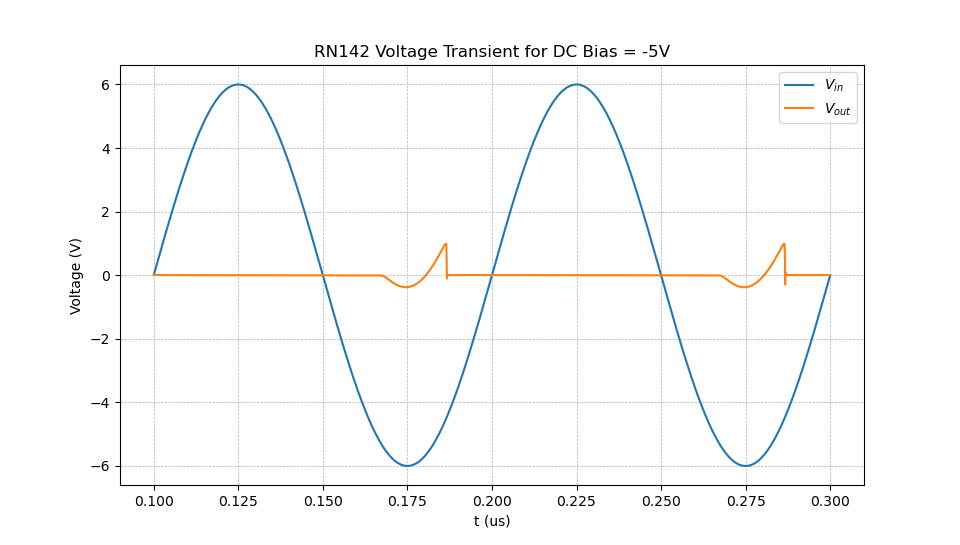 RN142 Voltage Transient for DC Bias = -5V
V_in
V_out
Voltage (V)
6
4
2
0
−2
−4
−6
0.100 0.125 0.150 0.175 0.200 0.225 0.250 0.275 0.300
t (us)